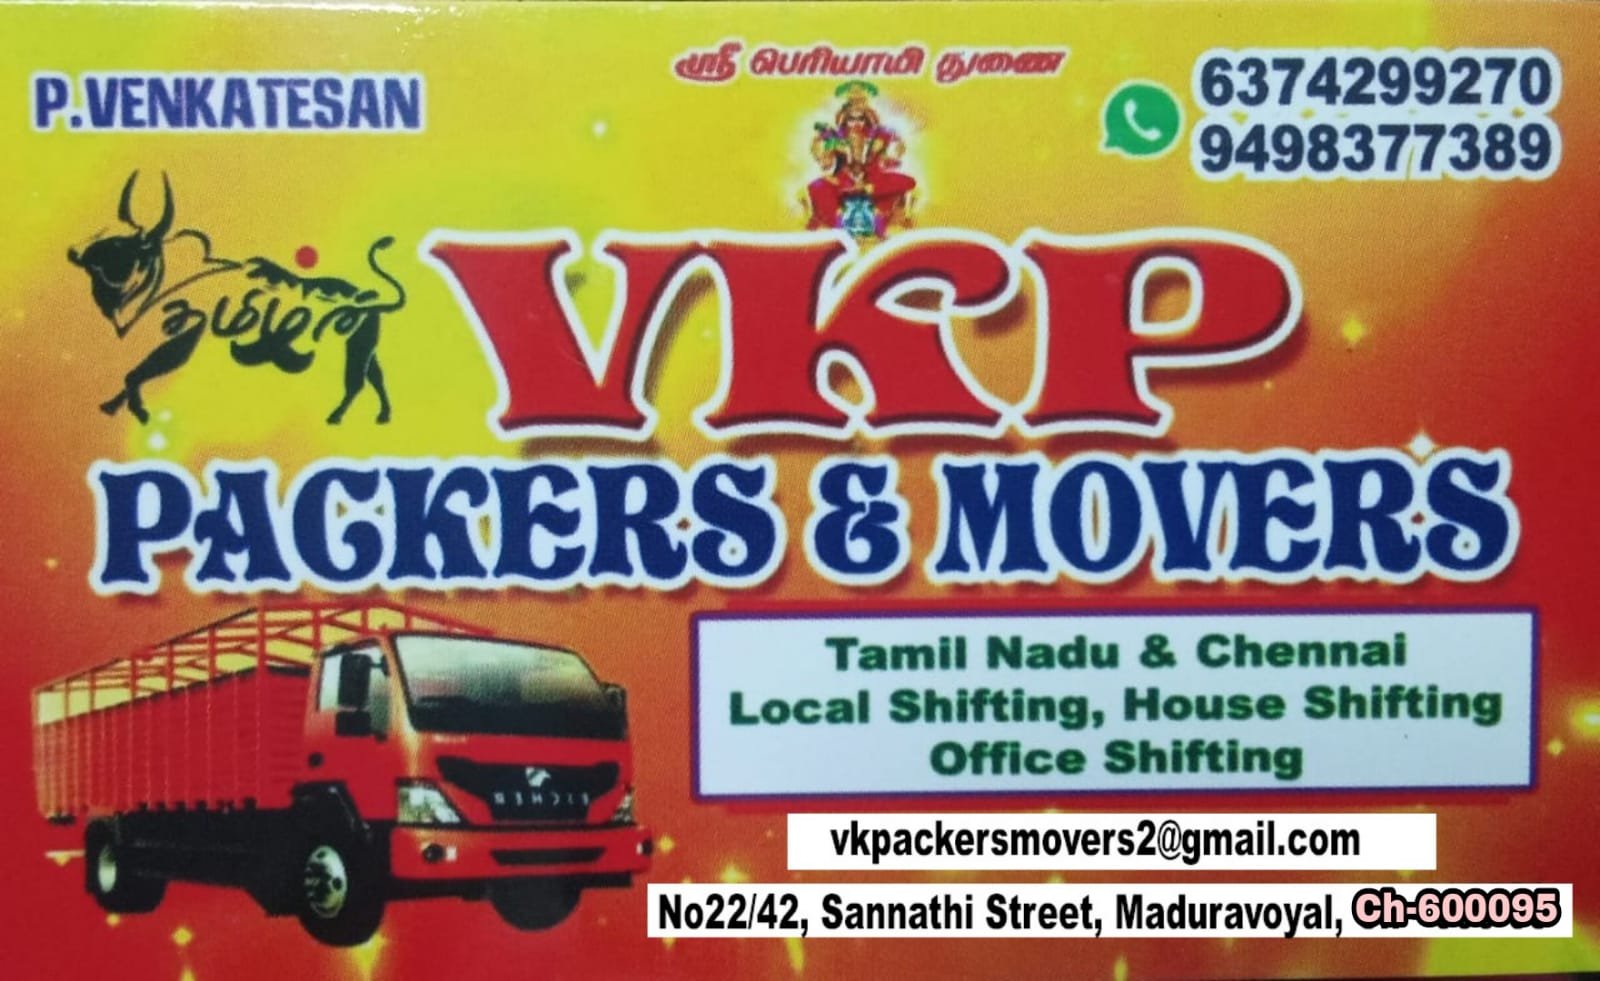 ஸ்ரீ பெரியாயி துணை
P.VENKATESAN
6374299270
9498377389
தமிழன்
VKP
PACKERS & MOVERS
Tamil Nadu & Chennai
Local Shifting, House Shifting
Office Shifting
vkpackersmovers2@gmail.com
No22/42, Sannathi Street, Maduravoyal, Ch-600095